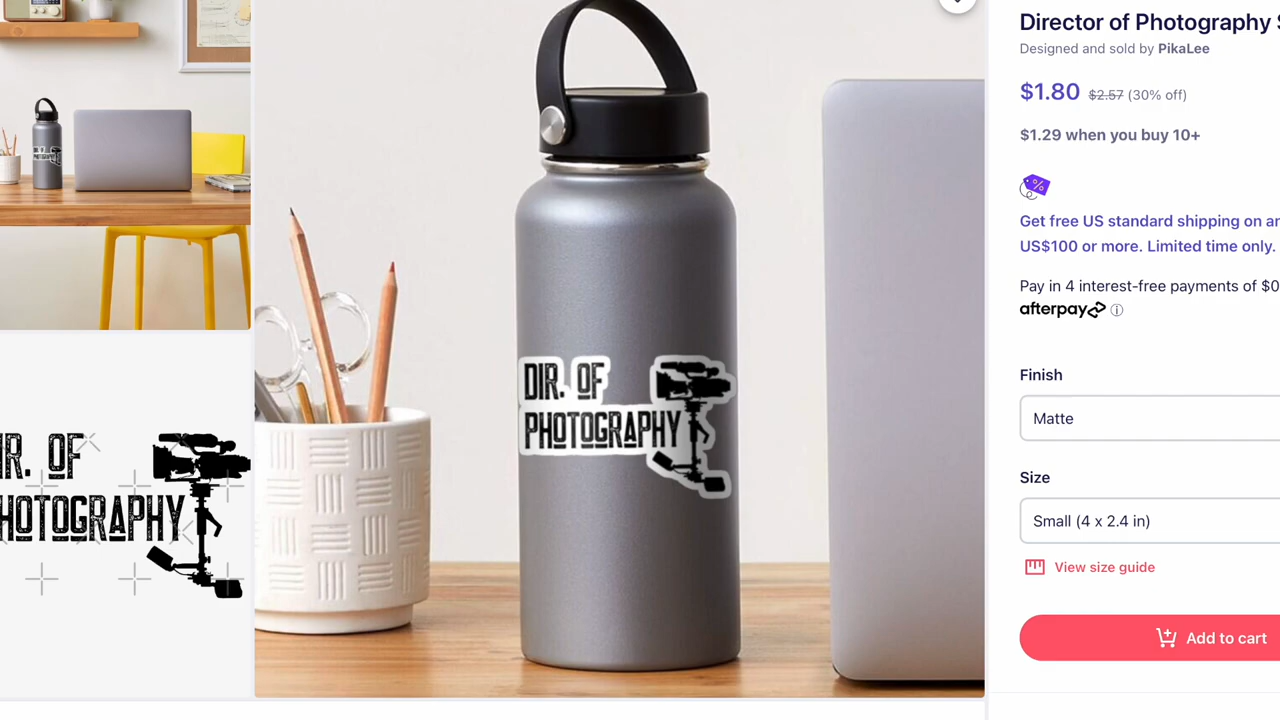 Director of Photography
Designed and sold by PikaLee
$1.80 $2.57 (30% off)
$1.29 when you buy 10+
%
Get free US standard shipping on
US$100 or more. Limited time only.
Pay in 4 interest-free payments of $0
afterpay
Finish
Matte
Size
Small (4 x 2.4 in)
View size guide
Add to cart
DIR. OF
PHOTOGRAPHY
IR. OF
HOTOGRAPHY